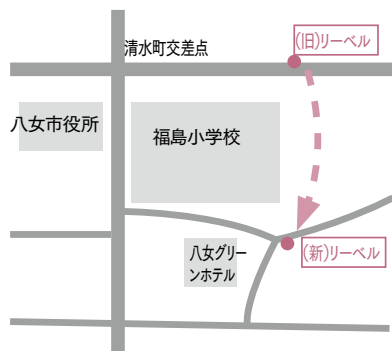 清水町交差点
(旧)リーベル
八女市役所
福島小学校
八女グリー
ンホテル
(新)リーベル